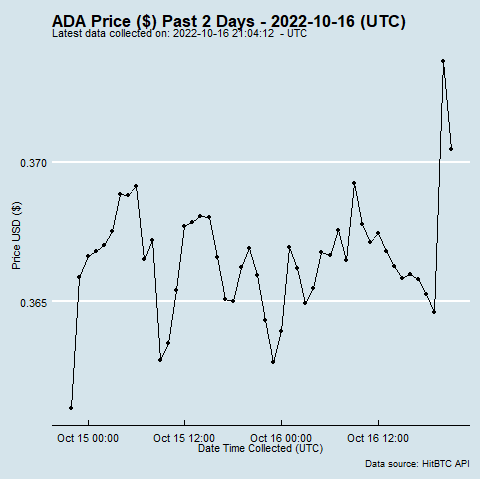 ADA Price ($) Past 2 Days - 2022-10-16 (UTC)
Latest data collected on: 2022-10-16 21:04:12  - UTC
0.370
Price USD ($)
0.365
Oct 15 00:00 Oct 15 12:00 Oct 16 00:00 Oct 16 12:00
Date Time Collected (UTC)
Data source: HitBTC API